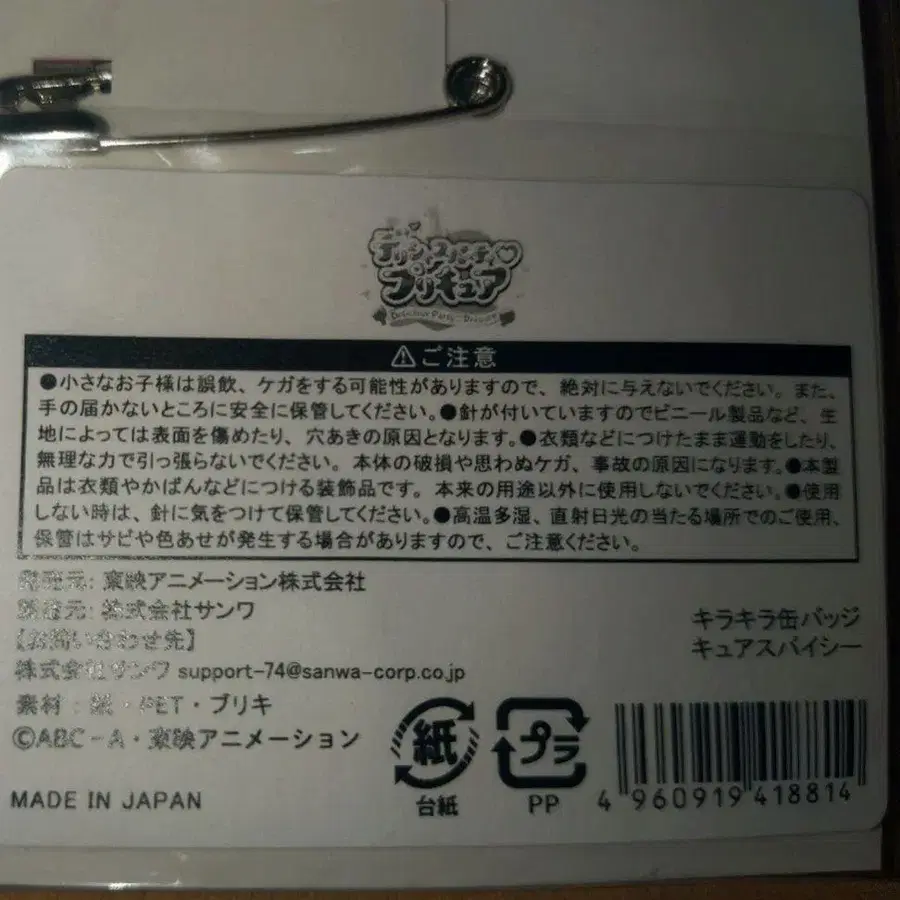 デリシャスパーティ♡
プリキュア
Delicious Party Precure
⚠ご注意
●小さなお子様は誤飲、ケガをする可能性がありますので、絶対に与えないでください。また、
手の届かないところに安全に保管してください。●針が付いていますのでビニール製品など、生
地によっては表面を傷めたり、穴あきの原因となります。●衣類などにつけたまま運動をしたり、
無理な力で引っ張らないでください。本体の破損や思わぬケガ、事故の原因になります。●本製
品は衣類やかばんなどにつける装飾品です。本来の用途以外に使用しないでください。●使用
しない時は、針に気をつけて保管してください。●高温多湿、直射日光の当たる場所でのご使用、
保管はサビや色あせが発生する場合がありますので、ご注意ください。
発売元: 東映アニメーション株式会社
製造元: 株式会社サンワ
【お問い合わせ先】
株式会社サンワ support-74@sanwa-corp.co.jp
素材：紙・PET・ブリキ
©ABC-A・東映アニメーション
MADE IN JAPAN
キラキラ缶バッジ
キュアスパイシー
紙
台紙
プラ
PP
4 960919 418814